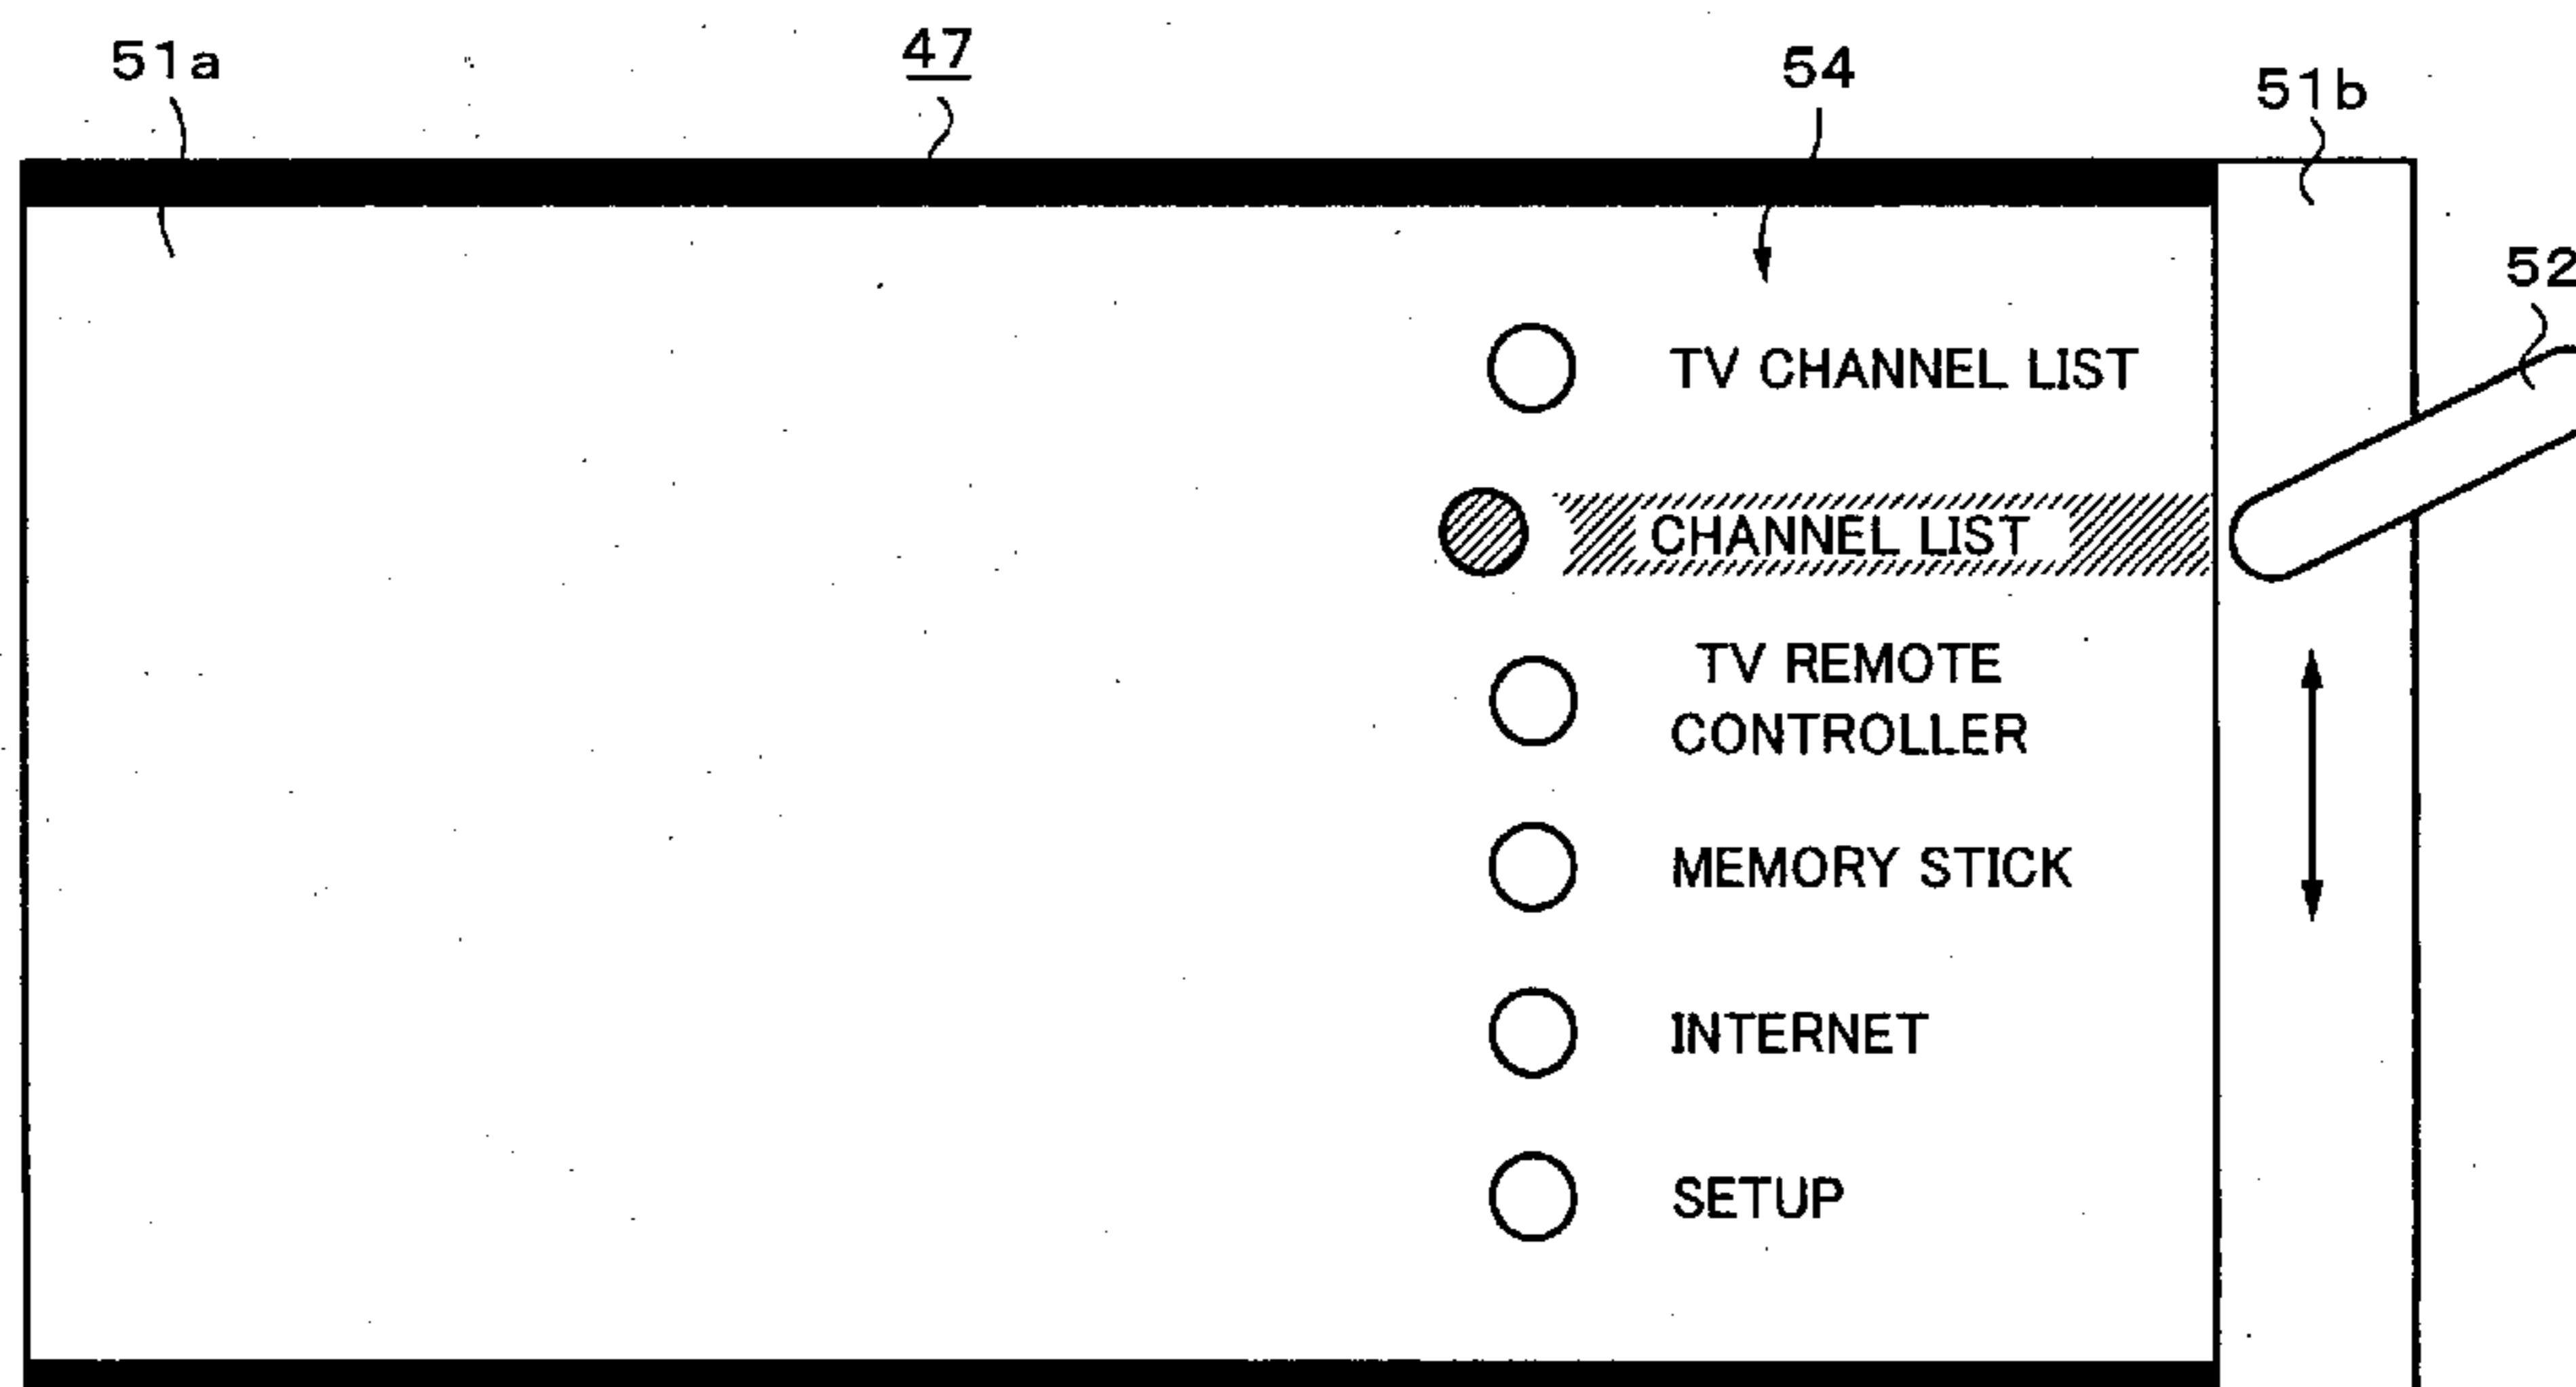 51a
47
54
51b
52
TV CHANNEL LIST
CHANNEL LIST
TV REMOTE
CONTROLLER
MEMORY STICK
INTERNET
SETUP